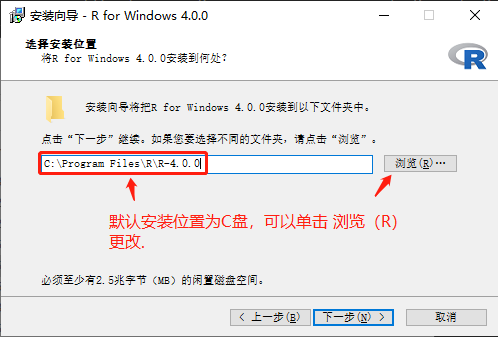 安装向导 - R for Windows 4.0.0
选择安装位置
将R for Windows 4.0.0安装到何处?
R
安装向导将把R for Windows 4.0.0安装到以下文件夹中。
点击“下一步”继续。如果您要选择不同的文件夹,请点击“浏览”。
C:\Program Files\R\R-4.0.0
浏览(R)…
默认安装位置为C盘，可以单击 浏览（R）
更改.
必须至少有2.5兆字节（MB）的闲置磁盘空间。
< 上一步(B)
下一步(N) >
取消